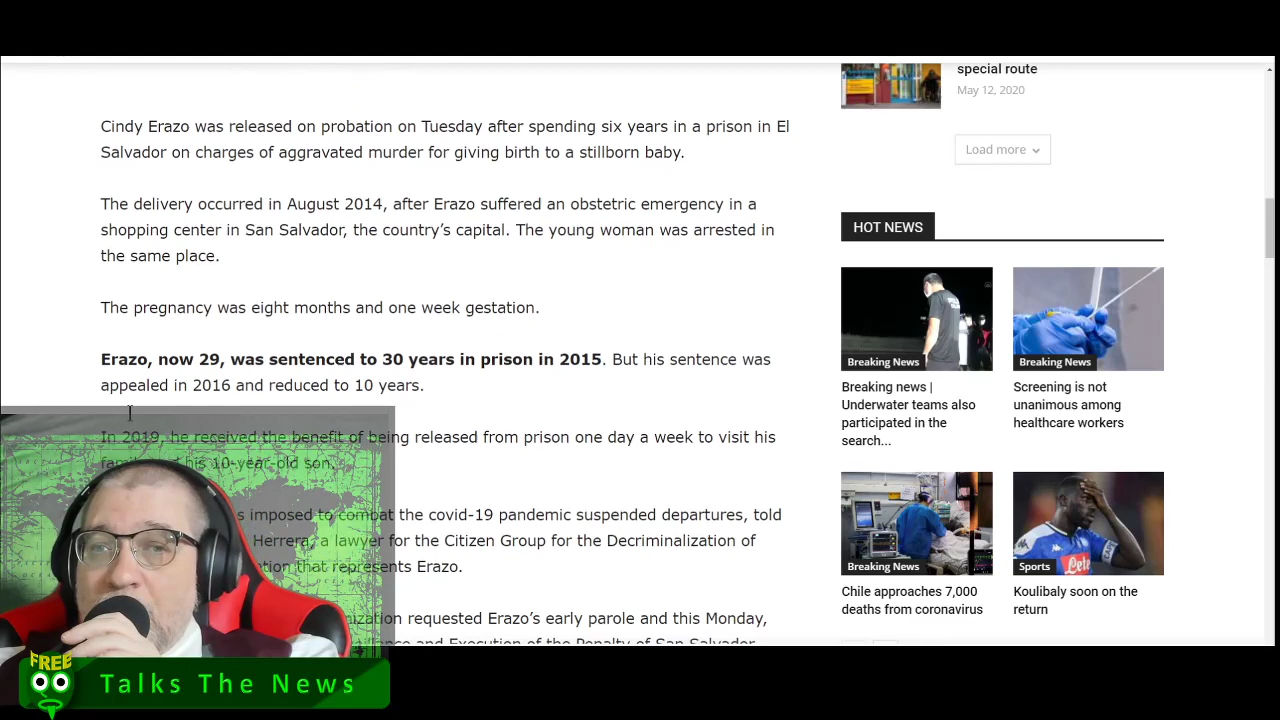 special route
May 12, 2020
Load more
Cindy Erazo was released on probation on Tuesday after spending six years in a prison in El
Salvador on charges of aggravated murder for giving birth to a stillborn baby.
The delivery occurred in August 2014, after Erazo suffered an obstetric emergency in a
shopping center in San Salvador, the country's capital. The young woman was arrested in
the same place.
The pregnancy was eight months and one week gestation.
Erazo, now 29, was sentenced to 30 years in prison in 2015. But his sentence was
appealed in 2016 and reduced to 10 years.
In 2019, he received the benefit of being released from prison one day a week to visit his
his 10-year-old son.
imposed to combat the covid-19 pandemic suspended departures, told
Herrera, a lawyer for the Citizen Group for the Decriminalization of
that represents Erazo.
requested Erazo's early parole and this Monday,
and Execution of the Penalty of San Salvador
HOT NEWS
Breaking News
Breaking news |
Underwater teams also
participated in the
search...
Breaking News
Screening is not
unanimous among
healthcare workers
Breaking News
Chile approaches 7,000
deaths from coronavirus
Sports
Koulibaly soon on the
return
FREE
Talks The News